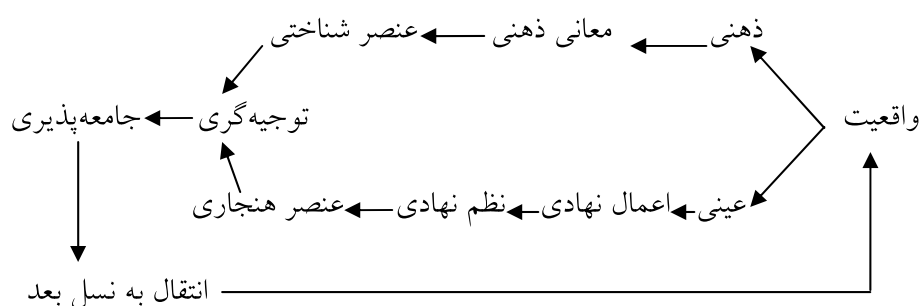 ذهنی معانی ذهنی عنصر شناختی
واقعیت توجیه‌گری جامعه‌پذیری
عینی اعمال نهادی نظم نهادی عنصر هنجاری
انتقال به نسل بعد